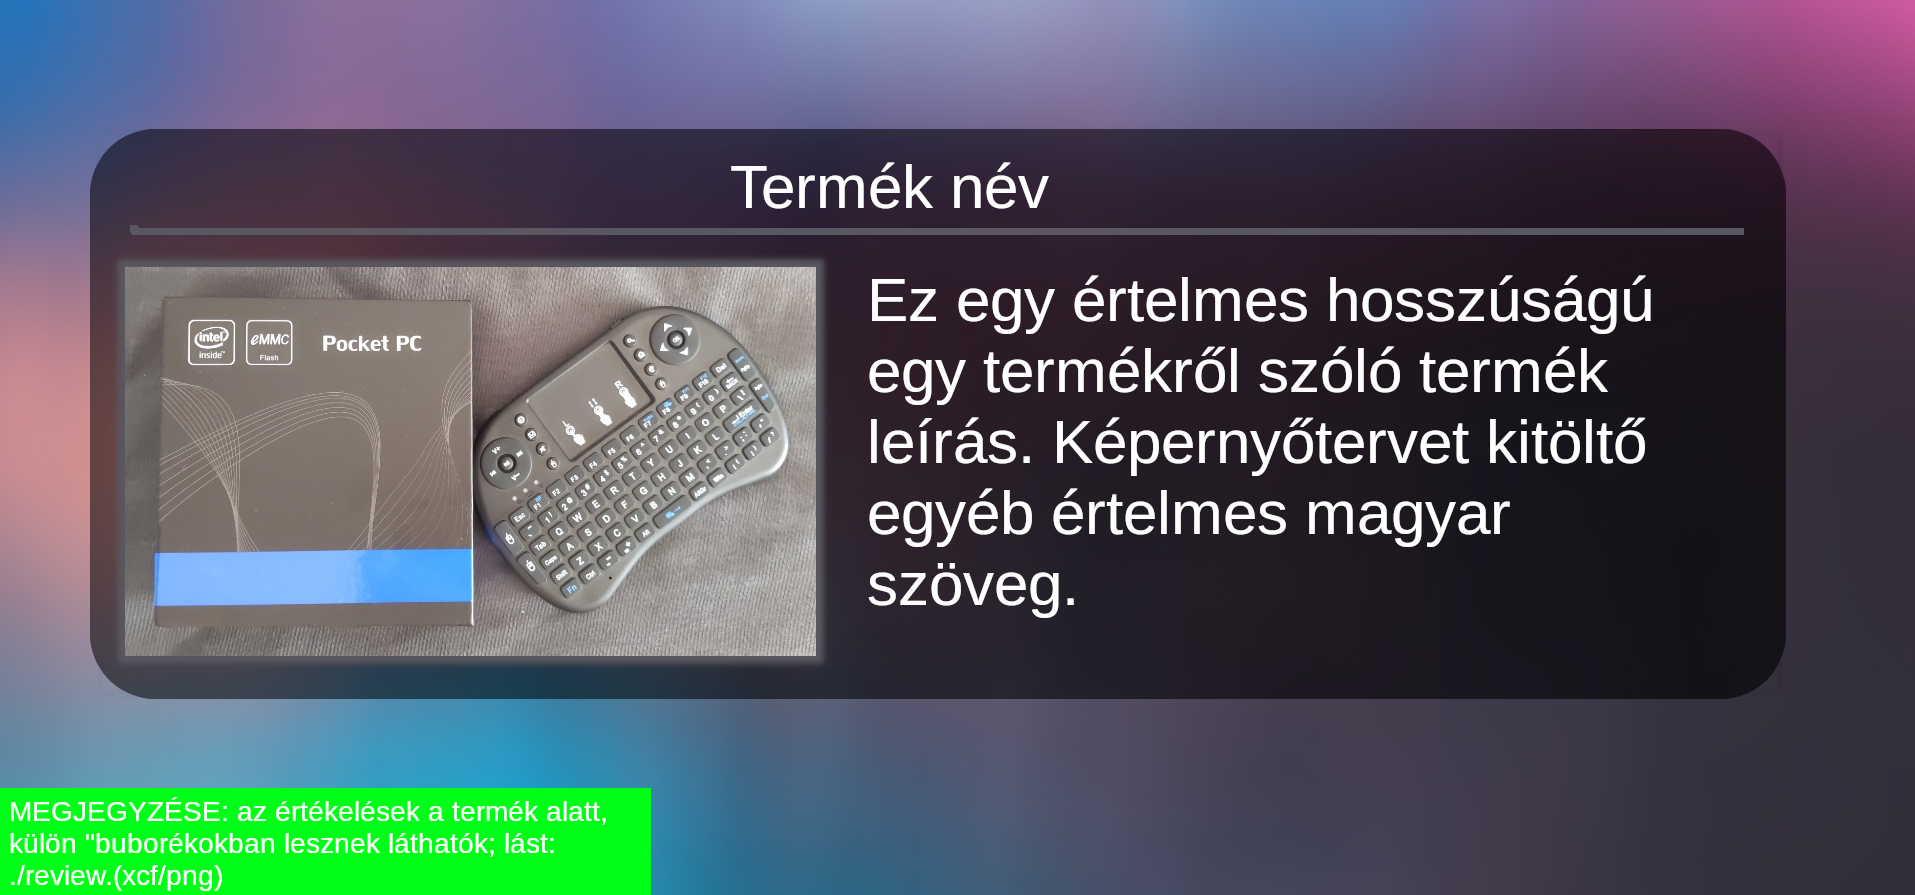 Termék név
intel
inside™
eMMC
Flash
Pocket PC
Ez egy értelmes hosszúságú
egy termékről szóló termék
leírás. Képernyőtervet kitöltő
egyéb értelmes magyar
szöveg.
MEGJEGYZÉSE: az értékelések a termék alatt,
külön "buborékokban lesznek láthatók; lást:
./review.(xcf/png)